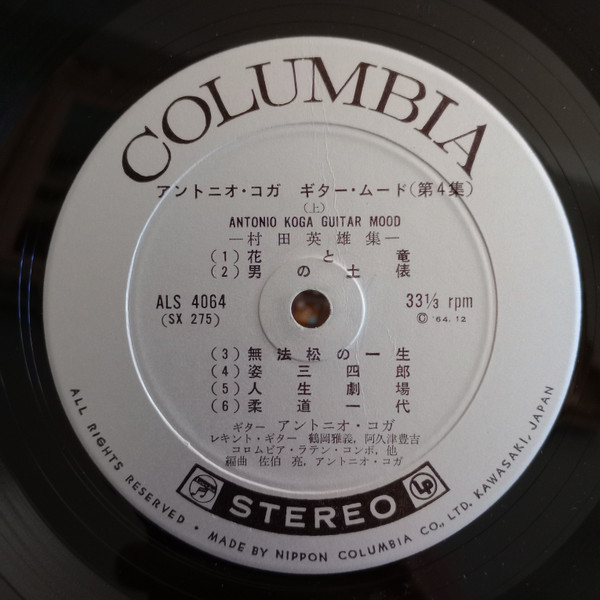 COLUMBIA
アントニオ・コガ ギター・ムード(第4集)
(上)
ANTONIO KOGA GUITAR MOOD
—村田英雄集—
(1)花と竜
(2)男の土俵
ALS 4064 33⅓ rpm
(SX 275) © '64. 12
(3)無法松の一生
(4)姿三四郎
(5)人生劇場
(6)柔道一代
ギター アントニオ・コガ
レキント・ギター 鶴岡雅義, 阿久津豊吉
コロムビア・ラテン・コンボ, 他
編曲 佐伯 亮, アントニオ・コガ
STEREO LP
ALL RIGHTS RESERVED • MADE BY NIPPON COLUMBIA CO., LTD. KAWASAKI, JAPAN